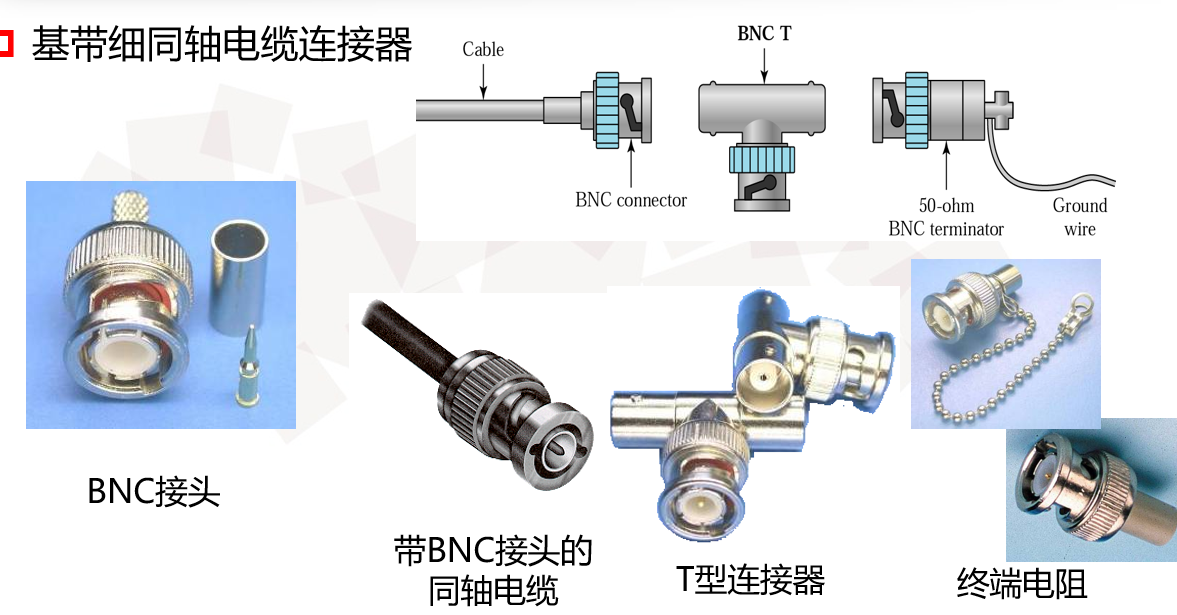 基带细同轴电缆连接器
Cable
BNC T
BNC connector
50-ohm
BNC terminator
Ground
wire
BNC接头
带BNC接头的
同轴电缆
T型连接器
终端电阻